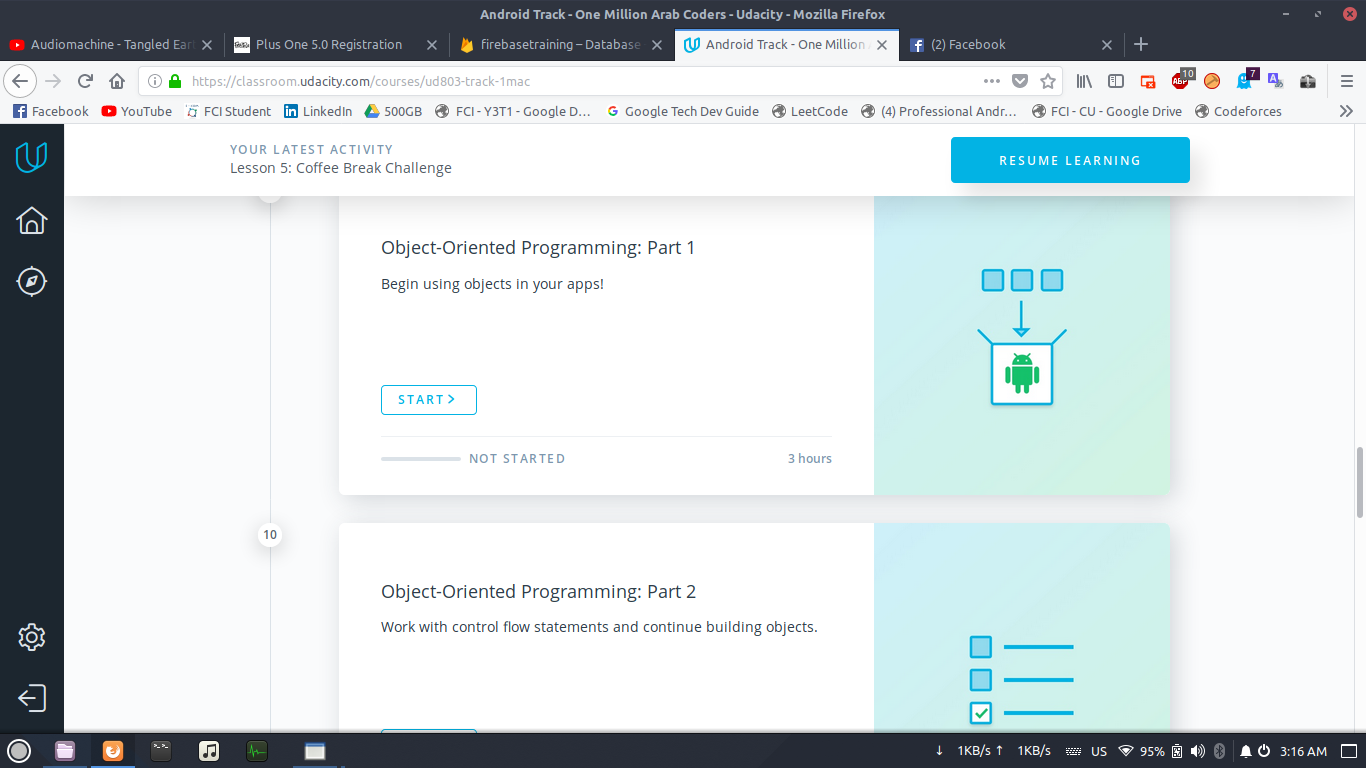 Android Track - One Million Arab Coders - Udacity - Mozilla Firefox
Audiomachine - Tangled Ear
Plus One 5.0 Registration
firebasetraining – Database
Android Track - One Million A
(2) Facebook
https://classroom.udacity.com/courses/ud803-track-1mac
ABP
10
7
Facebook
YouTube
FCI Student
LinkedIn
500GB
FCI - Y3T1 - Google D...
Google Tech Dev Guide
LeetCode
(4) Professional Andr...
FCI - CU - Google Drive
Codeforces
YOUR LATEST ACTIVITY
Lesson 5: Coffee Break Challenge
RESUME LEARNING
Object-Oriented Programming: Part 1
Begin using objects in your apps!
START
NOT STARTED
3 hours
10
Object-Oriented Programming: Part 2
Work with control flow statements and continue building objects.
1KB/s
1KB/s
US
95%
3:16 AM